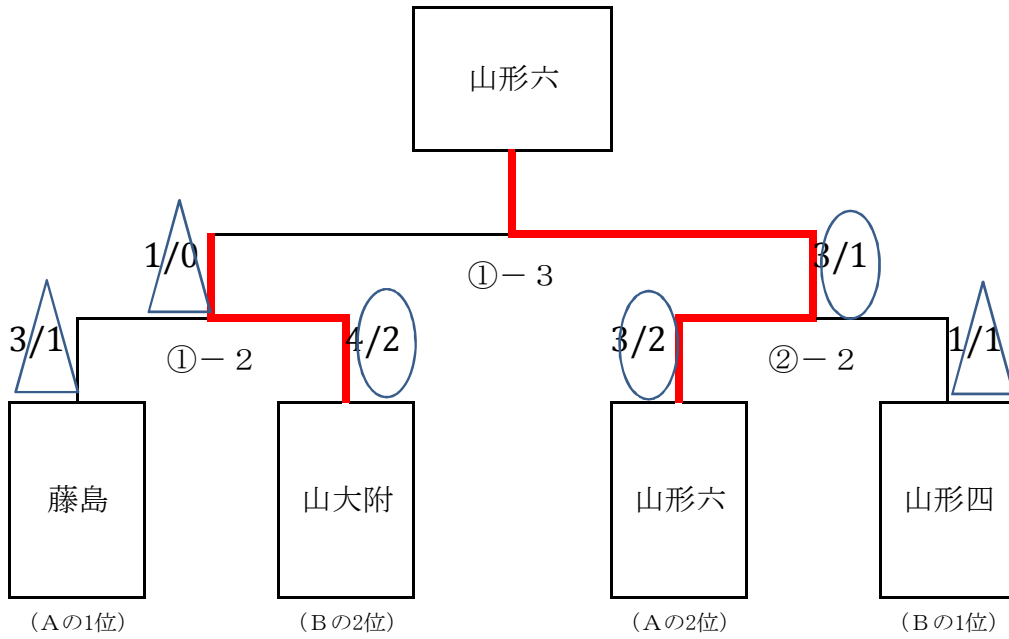 山形六
1/0
3/1
①－３
3/1
4/2
3/2
1/1
①－２
②－２
藤島
山大附
山形六
山形四
（Ａの1位）
（Ｂの2位）
（Ａの2位）
（Ｂの1位）